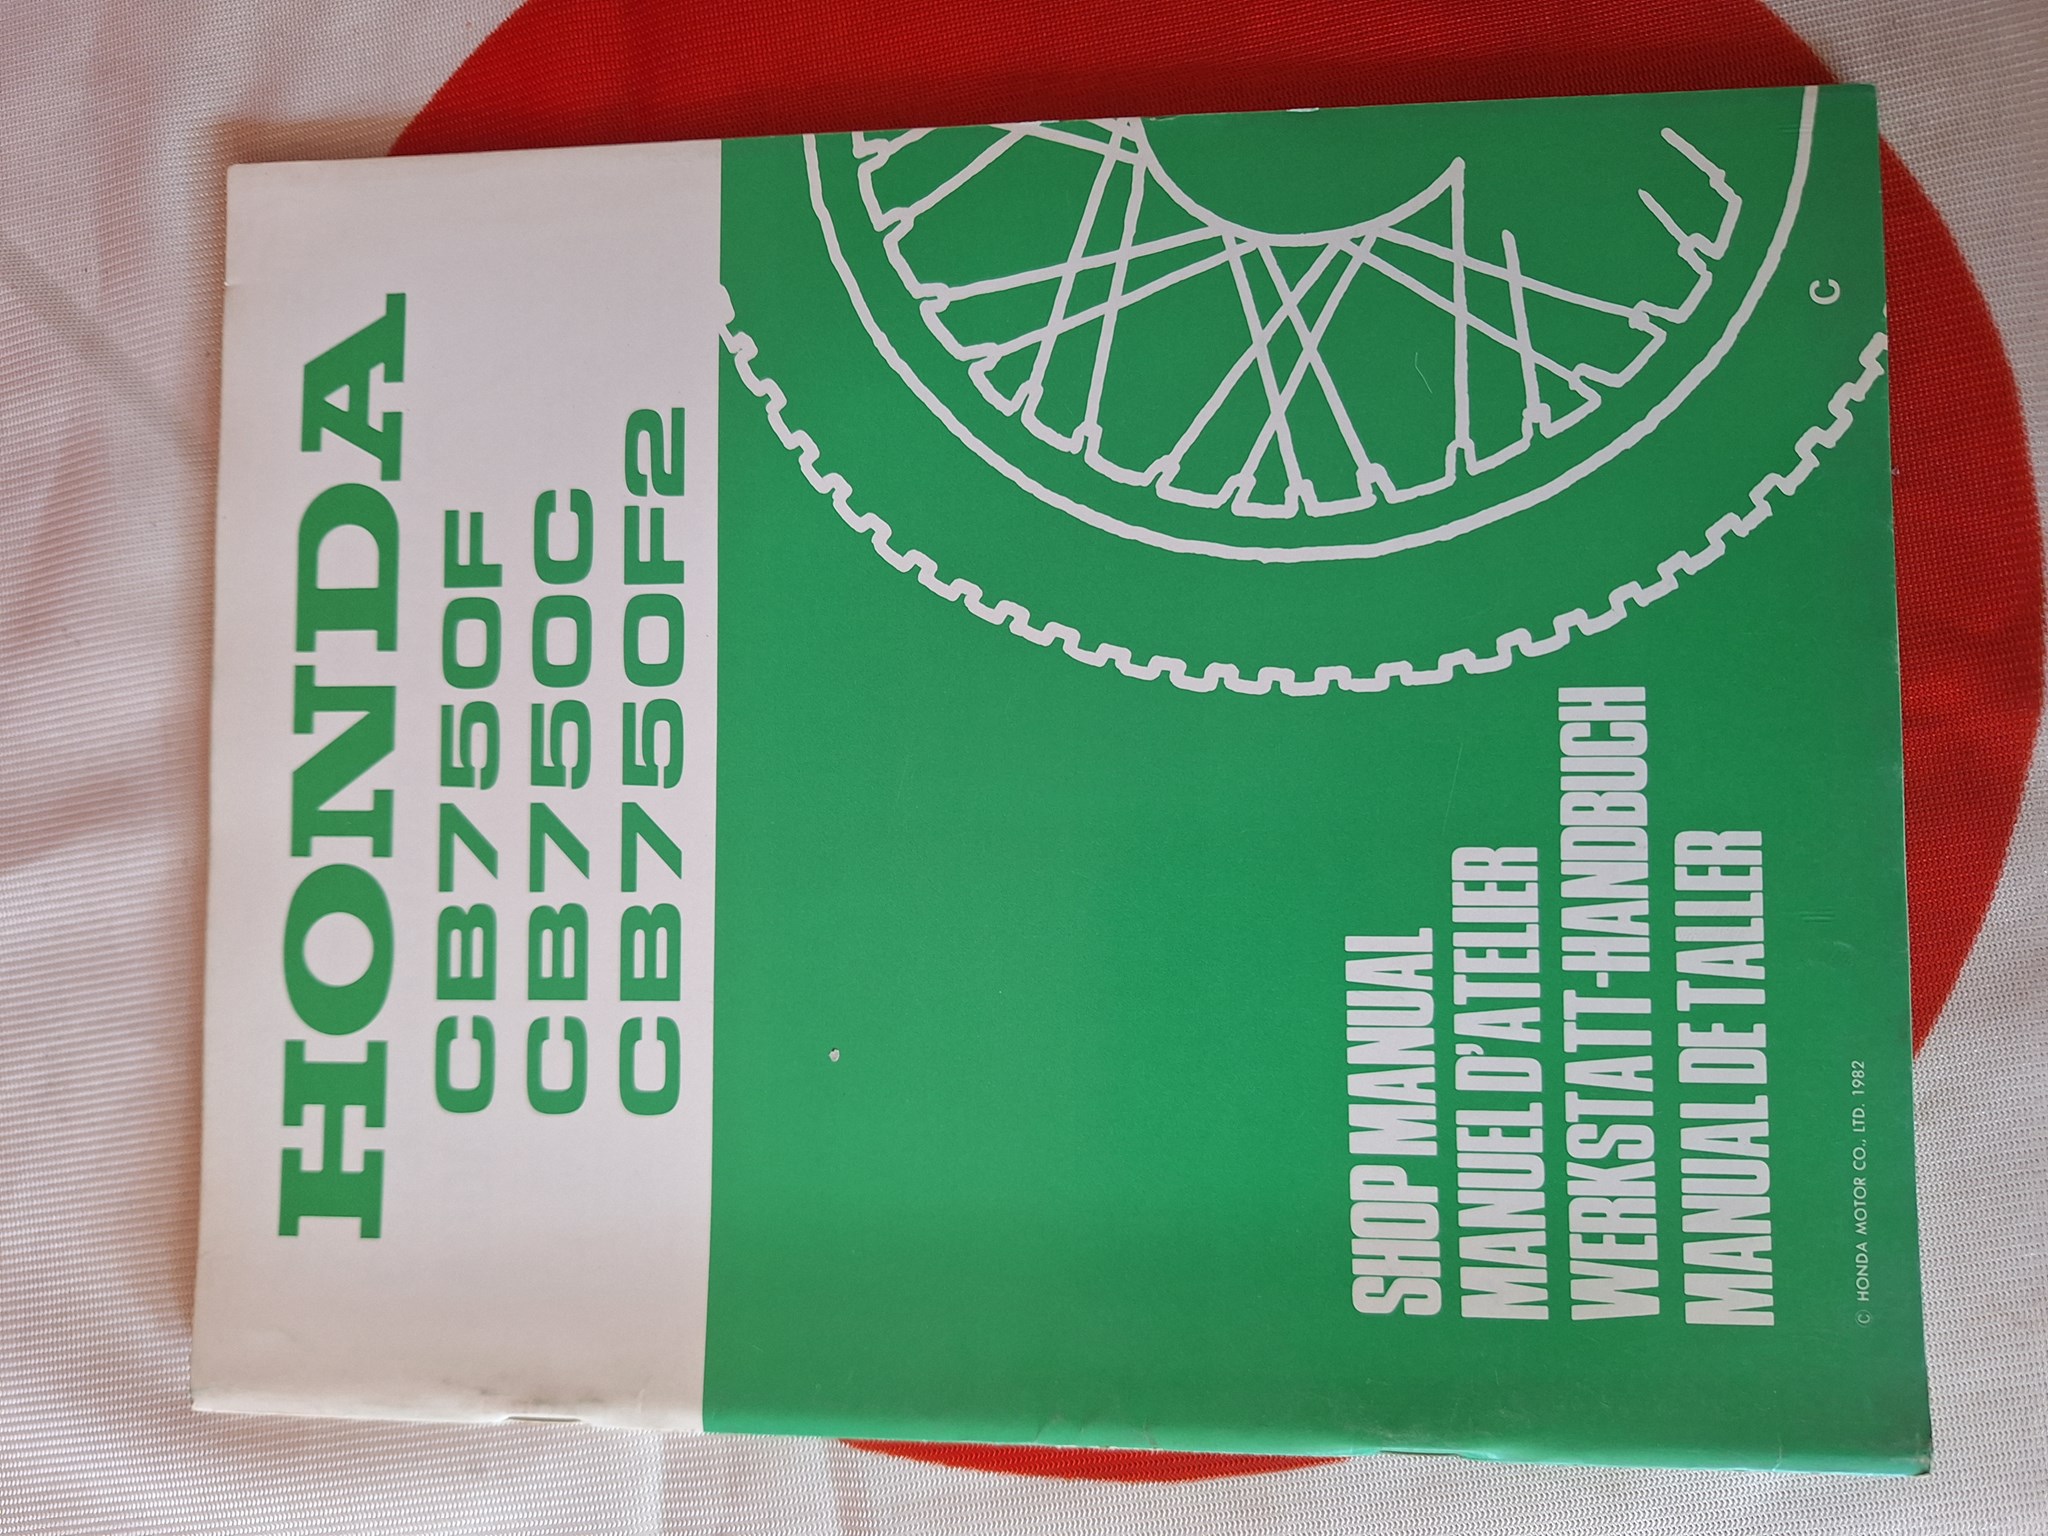 HONDA
CB750F
CB750C
CB750F2
SHOP MANUAL
MANUEL D'ATELIER
WERKSTATT-HANDBUCH
MANUAL DE TALLER
© HONDA MOTOR CO., LTD. 1982
C